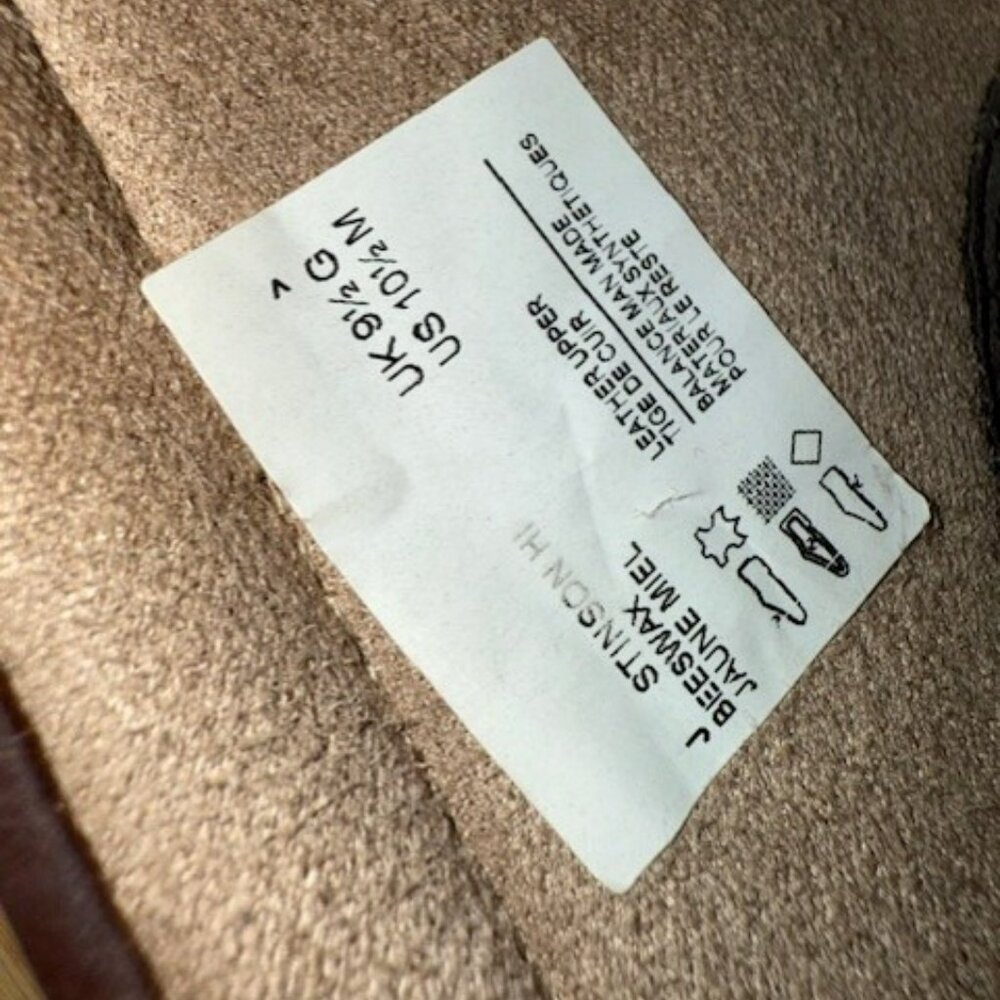 UK 9½ G
US 10½ M
V
LEATHER UPPER
TIGE DE CUIR
BALANCE MAN MADE
MATERIAUX SYNTHETIQUES
POUR LE RESTE
STINSON HI
BEESWAX
JAUNE MIEL
J